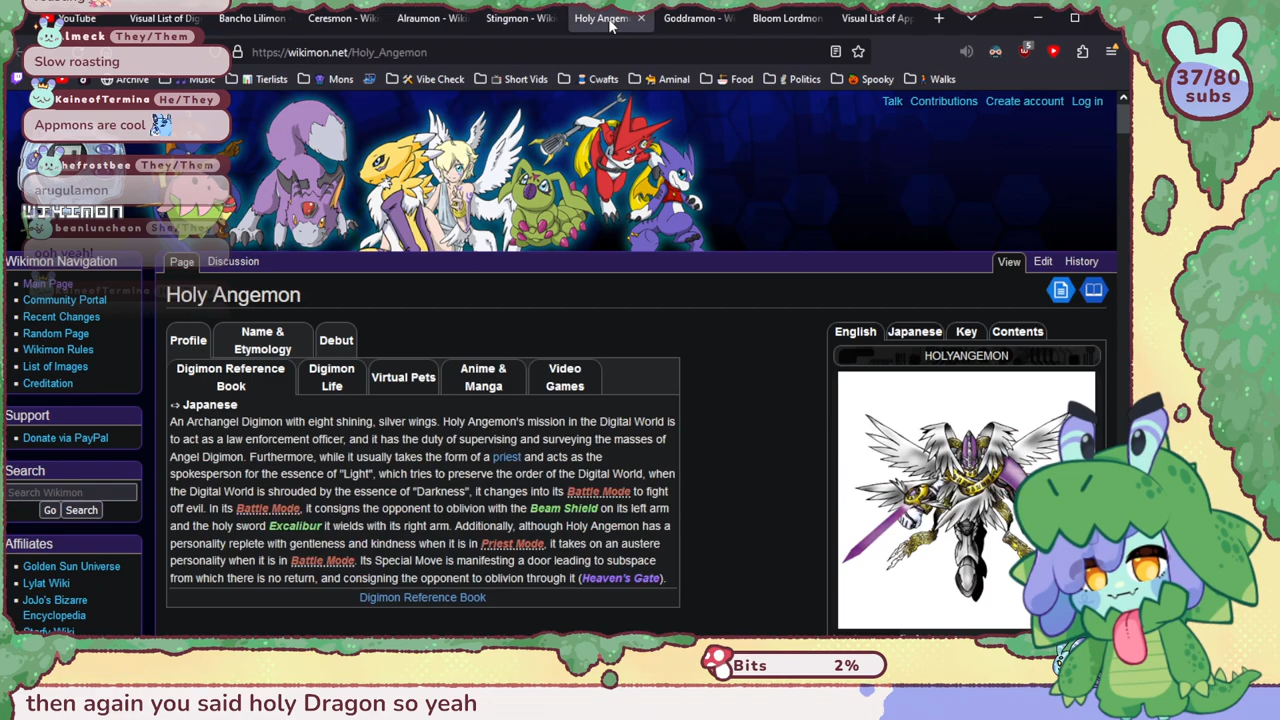 YouTube
Visual List of Dig
Bancho Lilimon
Ceresmon - Wik
Alraumon - Wiki
Stingmon - Wiki
Holy Angem
Goddramon - W
Bloom Lordmon
Visual List of Ap
lmeck They/Them
Slow roasting
https://wikimon.net/Holy_Angemon
5
Archive
Music
Tierlists
Mons
Vibe Check
Short Vids
Cwafts
Aminal
Food
Politics
Spooky
Walks
37/80
subs
KaineofTermina He/They
Appmons are cool
Talk Contributions Create account Log in
hefrostbee They/Them
arugulamon
WIKIMON
beanluncheon She/They
ooh yeah!
Wikimon Navigation
Main Page
Community Portal
Recent Changes
Random Page
Wikimon Rules
List of Images
Creditation
Support
Donate via PayPal
Search
Search Wikimon
Go Search
Affiliates
Golden Sun Universe
Lylat Wiki
JoJo's Bizarre
Encyclopedia
Starfy Wiki
Page Discussion
View Edit History
Holy Angemon
Profile
Name &
Etymology
Debut
Digimon Reference
Book
Digimon
Life
Virtual Pets
Anime &
Manga
Video
Games
⇨ Japanese
An Archangel Digimon with eight shining, silver wings. Holy Angemon's mission in the Digital World is
to act as a law enforcement officer, and it has the duty of supervising and surveying the masses of
Angel Digimon. Furthermore, while it usually takes the form of a priest and acts as the
spokesperson for the essence of "Light", which tries to preserve the order of the Digital World, when
the Digital World is shrouded by the essence of "Darkness", it changes into its Battle Mode to fight
off evil. In its Battle Mode, it consigns the opponent to oblivion with the Beam Shield on its left arm
and the holy sword Excalibur it wields with its right arm. Additionally, although Holy Angemon has a
personality replete with gentleness and kindness when it is in Priest Mode, it takes on an austere
personality when it is in Battle Mode. Its Special Move is manifesting a door leading to subspace
from which there is no return, and consigning the opponent to oblivion through it (Heaven's Gate).
Digimon Reference Book
English Japanese Key Contents
HOLYANGEMON
Bits 2%
then again you said holy Dragon so yeah